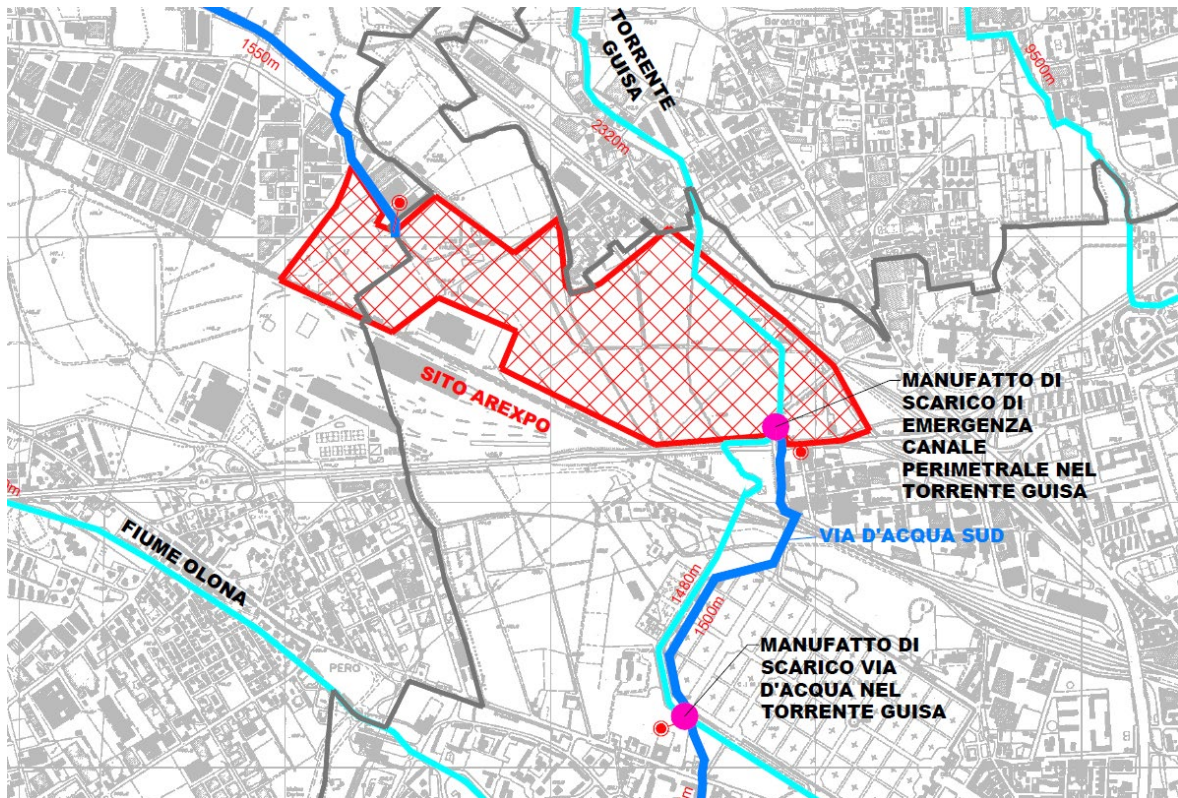 1550m
TORRENTE
GUISA
2320m
9500m
Baranzate
SITO AREXPO
MANUFATTO DI
SCARICO DI
EMERGENZA
CANALE
PERIMETRALE NEL
TORRENTE GUISA
FIUME OLONA
VIA D'ACQUA SUD
1480m
1500m
PERO
MANUFATTO DI
SCARICO VIA
D'ACQUA NEL
TORRENTE GUISA